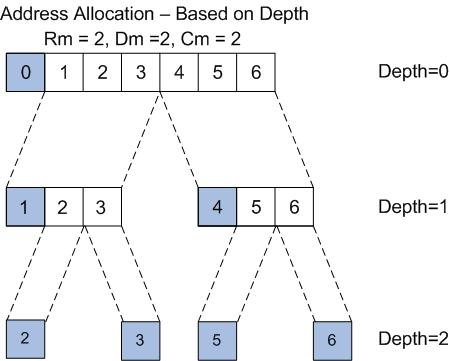 Address Allocation – Based on Depth
Rm = 2, Dm =2, Cm = 2
0 1 2 3 4 5 6 Depth=0
1 2 3 4 5 6 Depth=1
2 3 5 6 Depth=2